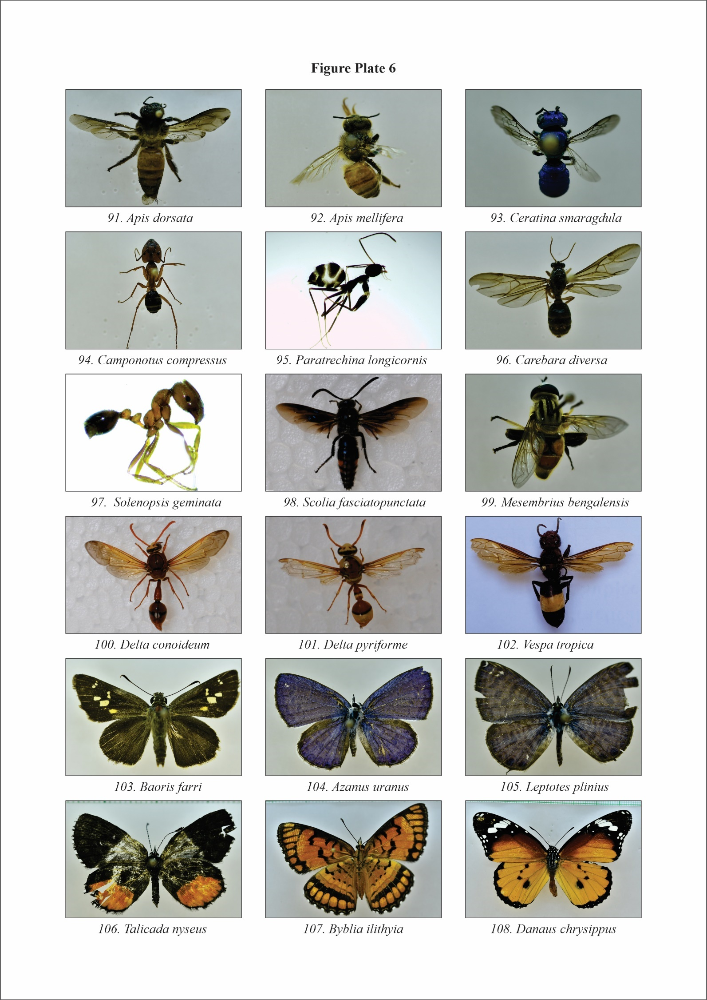 Figure Plate 6
91. Apis dorsata
92. Apis mellifera
93. Ceratina smaragdula
94. Camponotus compressus
95. Paratrechina longicornis
96. Carebara diversa
97. Solenopsis geminata
98. Scolia fasciatopunctata
99. Mesembrius bengalensis
100. Delta conoideum
101. Delta pyriforme
102. Vespa tropica
103. Baoris farri
104. Azanus uranus
105. Leptotes plinius
106. Talicada nyseus
107. Byblia ilithyia
108. Danaus chrysippus